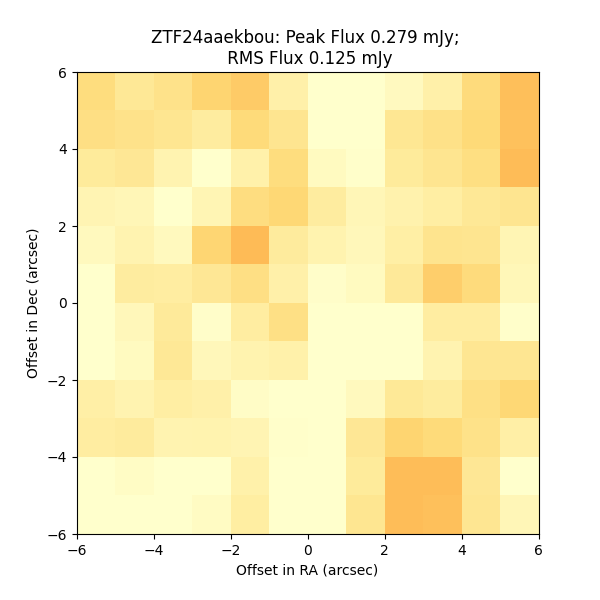 ZTF24aaekbou: Peak Flux 0.279 mJy;
RMS Flux 0.125 mJy
6
4
2
0
−2
−4
−6
Offset in Dec (arcsec)
−6 −4 −2 0 2 4 6
Offset in RA (arcsec)